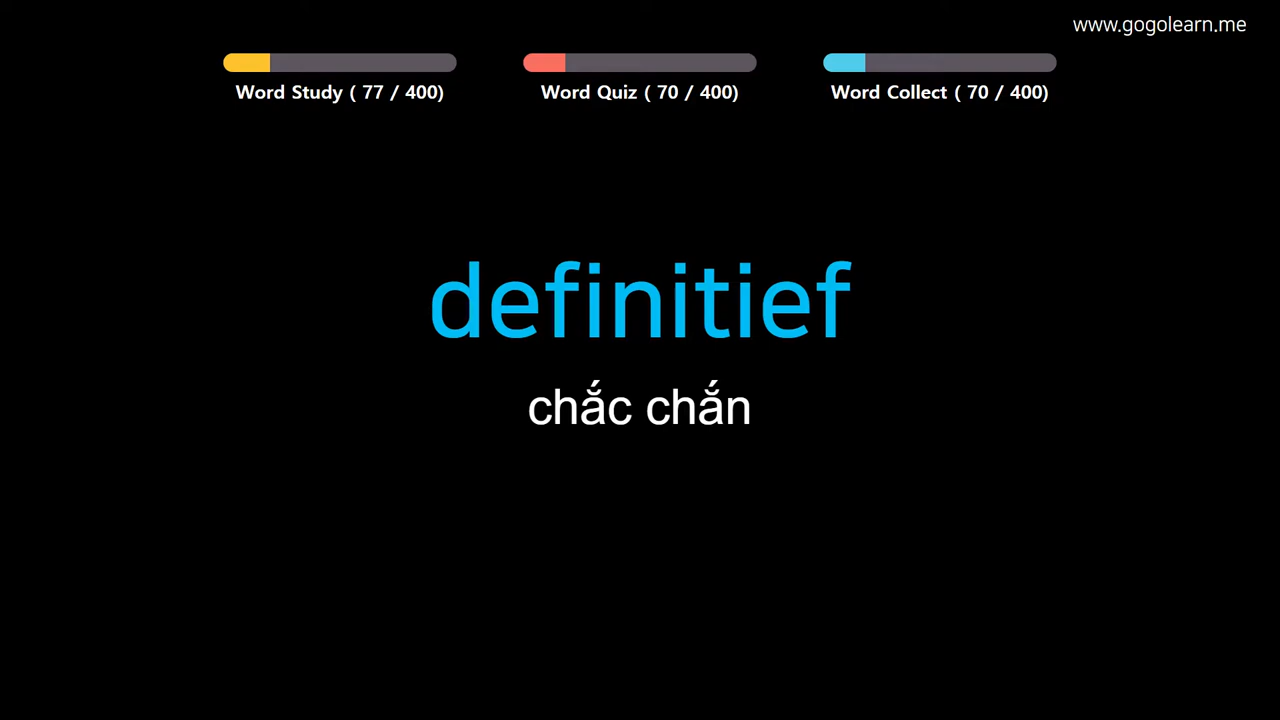 www.gogolearn.me
Word Study ( 77 / 400)
Word Quiz ( 70 / 400)
Word Collect ( 70 / 400)
definitief
chắc chắn